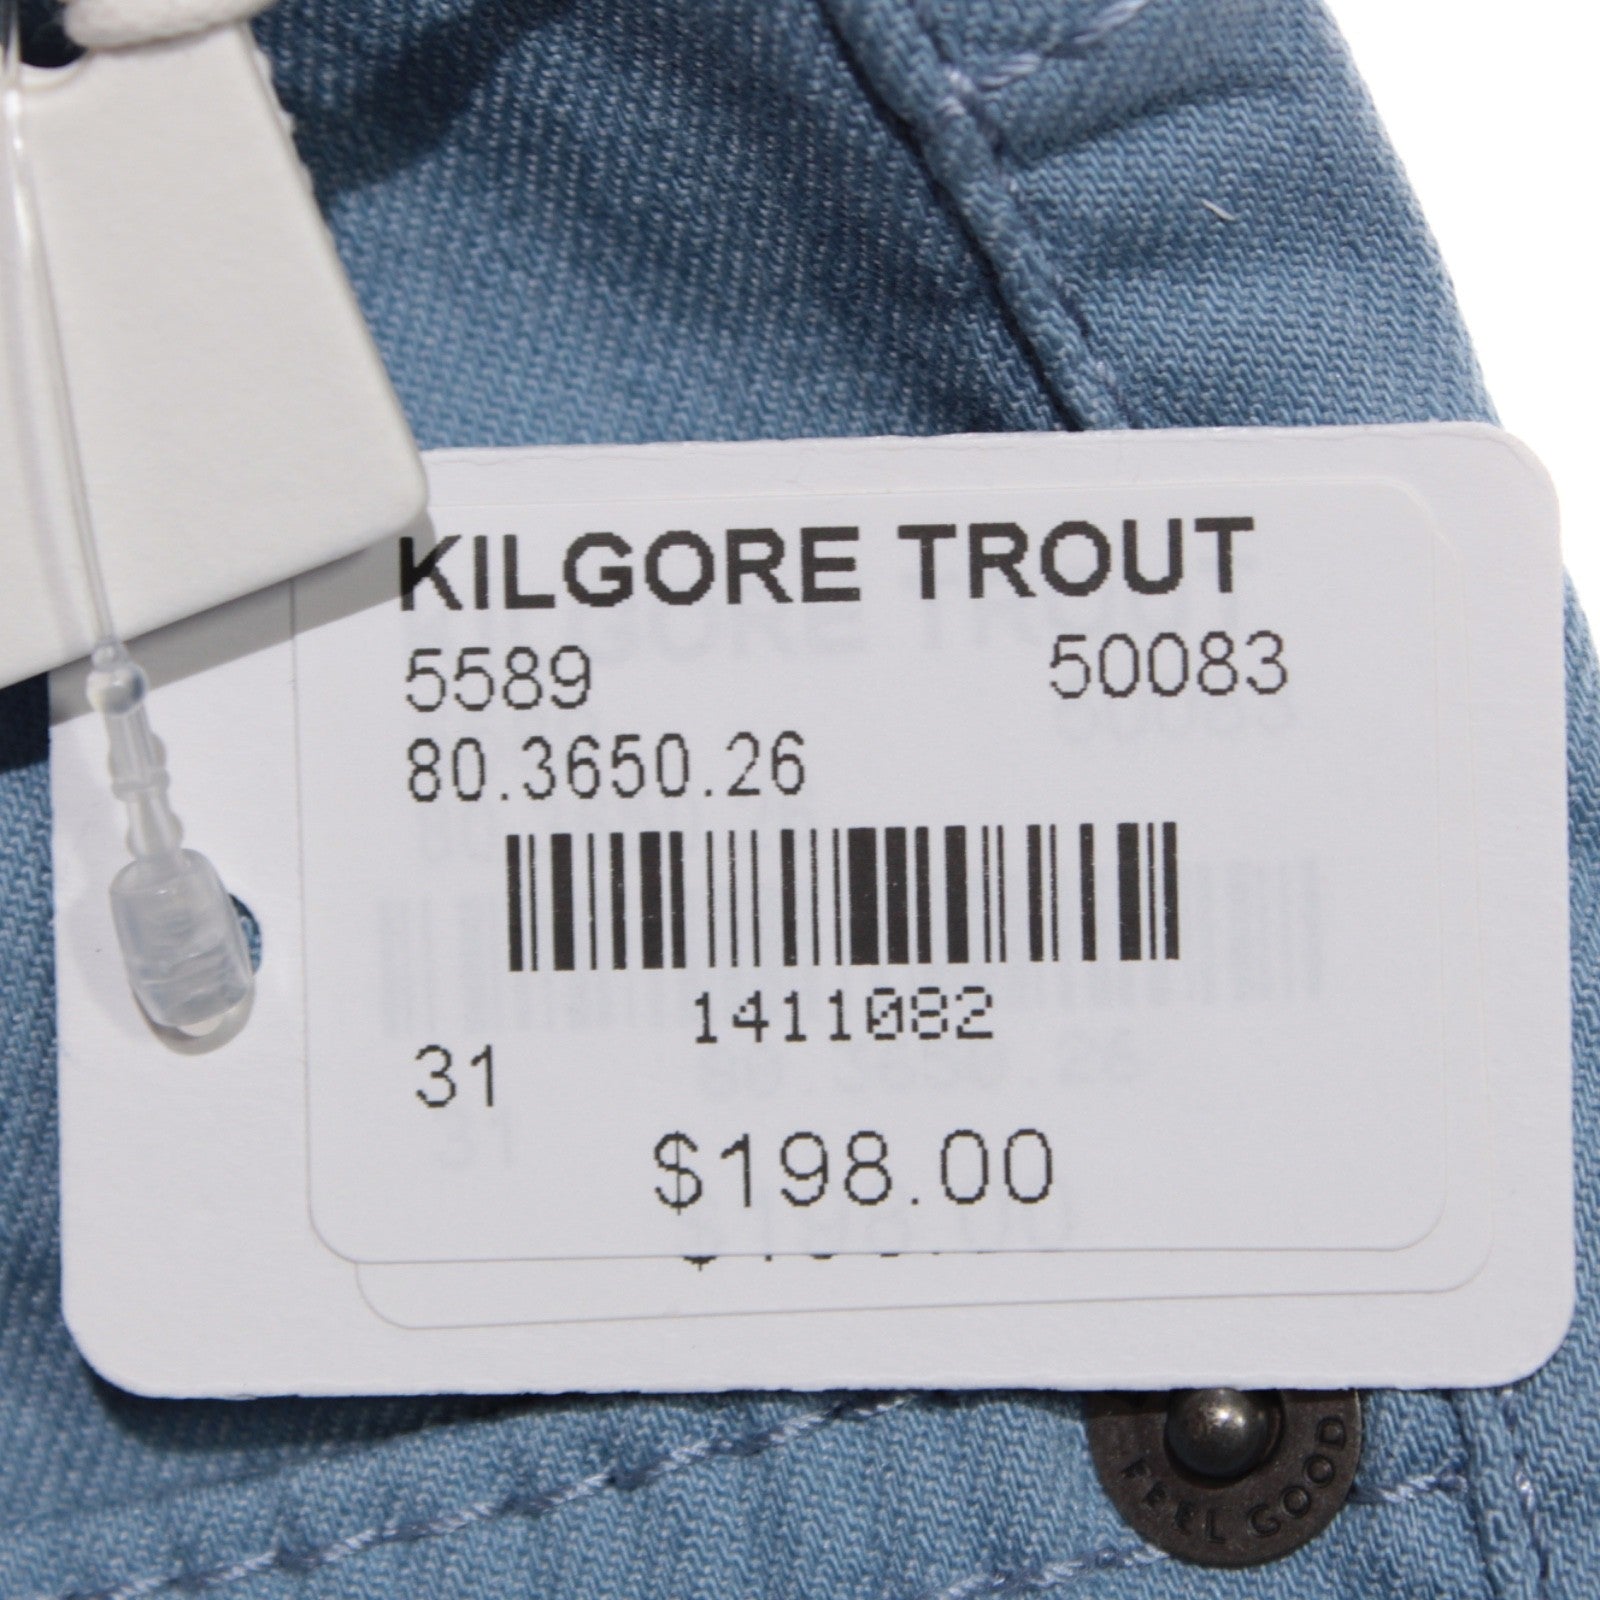 KILGORE TROUT
5589 50083
80.3650.26
1411082
31
$198.00
FEEL GOOD